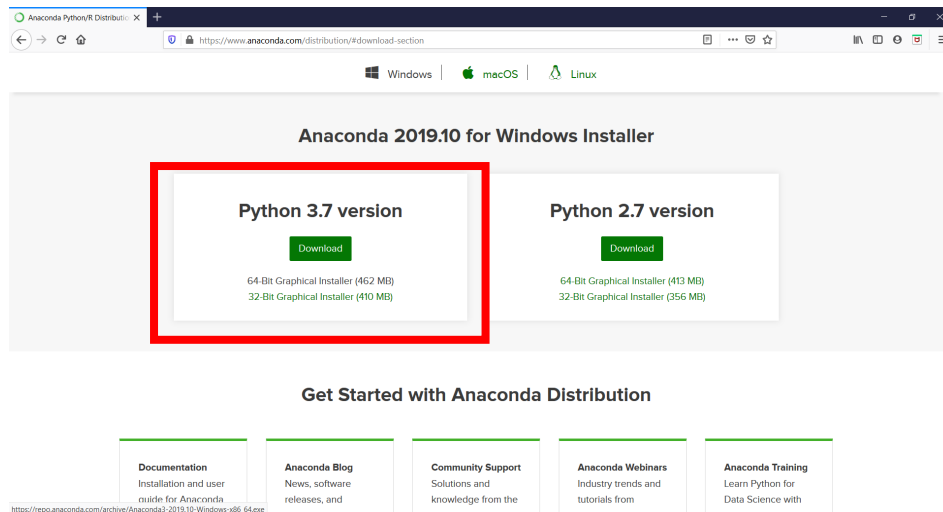 Anaconda Python/R Distributio
https://www.anaconda.com/distribution/#download-section
Windows macOS Linux
Anaconda 2019.10 for Windows Installer
Python 3.7 version
Download
64-Bit Graphical Installer (462 MB)
32-Bit Graphical Installer (410 MB)
Python 2.7 version
Download
64-Bit Graphical Installer (413 MB)
32-Bit Graphical Installer (356 MB)
Get Started with Anaconda Distribution
Documentation
Installation and user
guide for Anaconda
Anaconda Blog
News, software
releases, and
Community Support
Solutions and
knowledge from the
Anaconda Webinars
Industry trends and
tutorials from
Anaconda Training
Learn Python for
Data Science with
https://repo.anaconda.com/archive/Anaconda3-2019.10-Windows-x86_64.exe